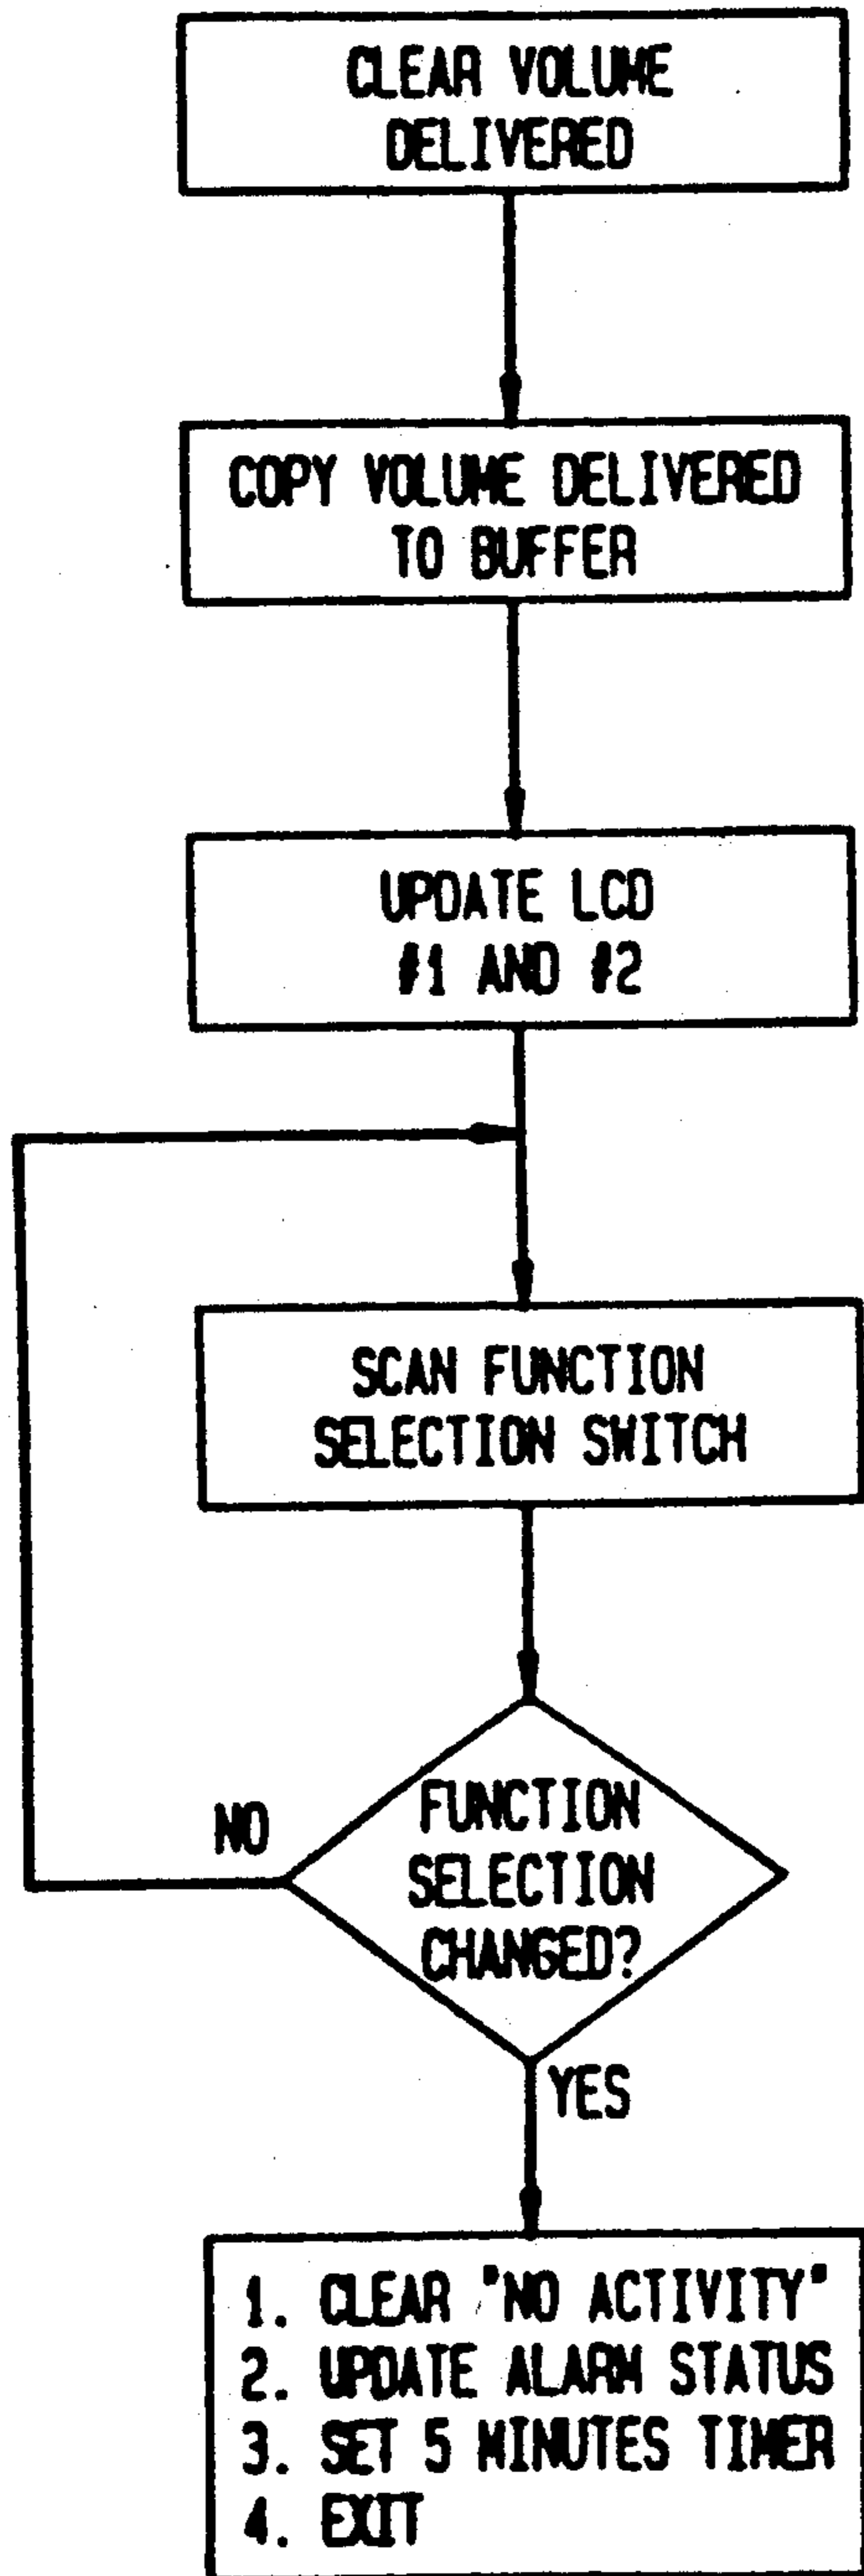 CLEAR VOLUME
DELIVERED
COPY VOLUME DELIVERED
TO BUFFER
UPDATE LCD
#1 AND #2
SCAN FUNCTION
SELECTION SWITCH
FUNCTION
SELECTION
CHANGED?
NO
YES
1. CLEAR "NO ACTIVITY"
2. UPDATE ALARM STATUS
3. SET 5 MINUTES TIMER
4. EXIT